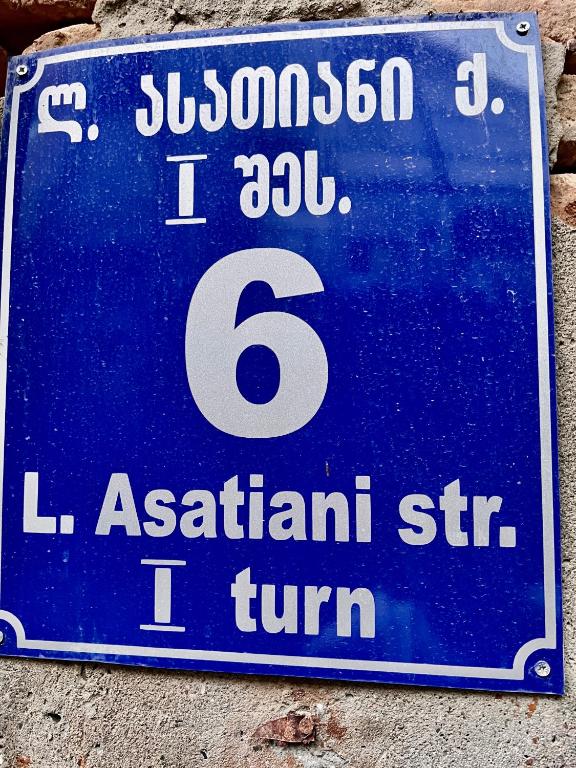 ლ. ასათიანი ქ.
I შეს.
6
L. Asatiani str.
I turn